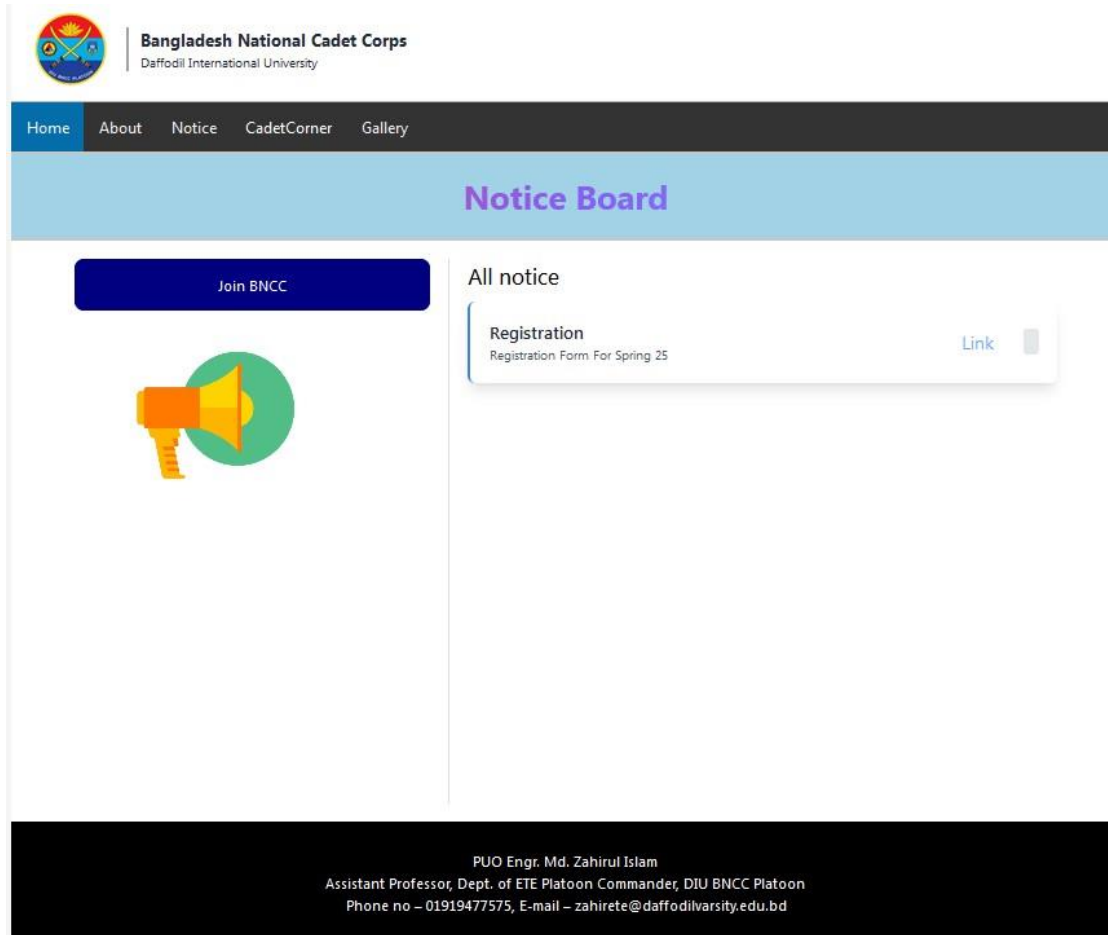 Bangladesh National Cadet Corps
Daffodil International University
Home About Notice CadetCorner Gallery
Notice Board
Join BNCC
All notice
Registration
Registration Form For Spring 25
Link
PUO Engr. Md. Zahirul Islam
Assistant Professor, Dept. of ETE Platoon Commander, DIU BNCC Platoon
Phone no – 01919477575, E-mail – zahirete@daffodilvarsity.edu.bd